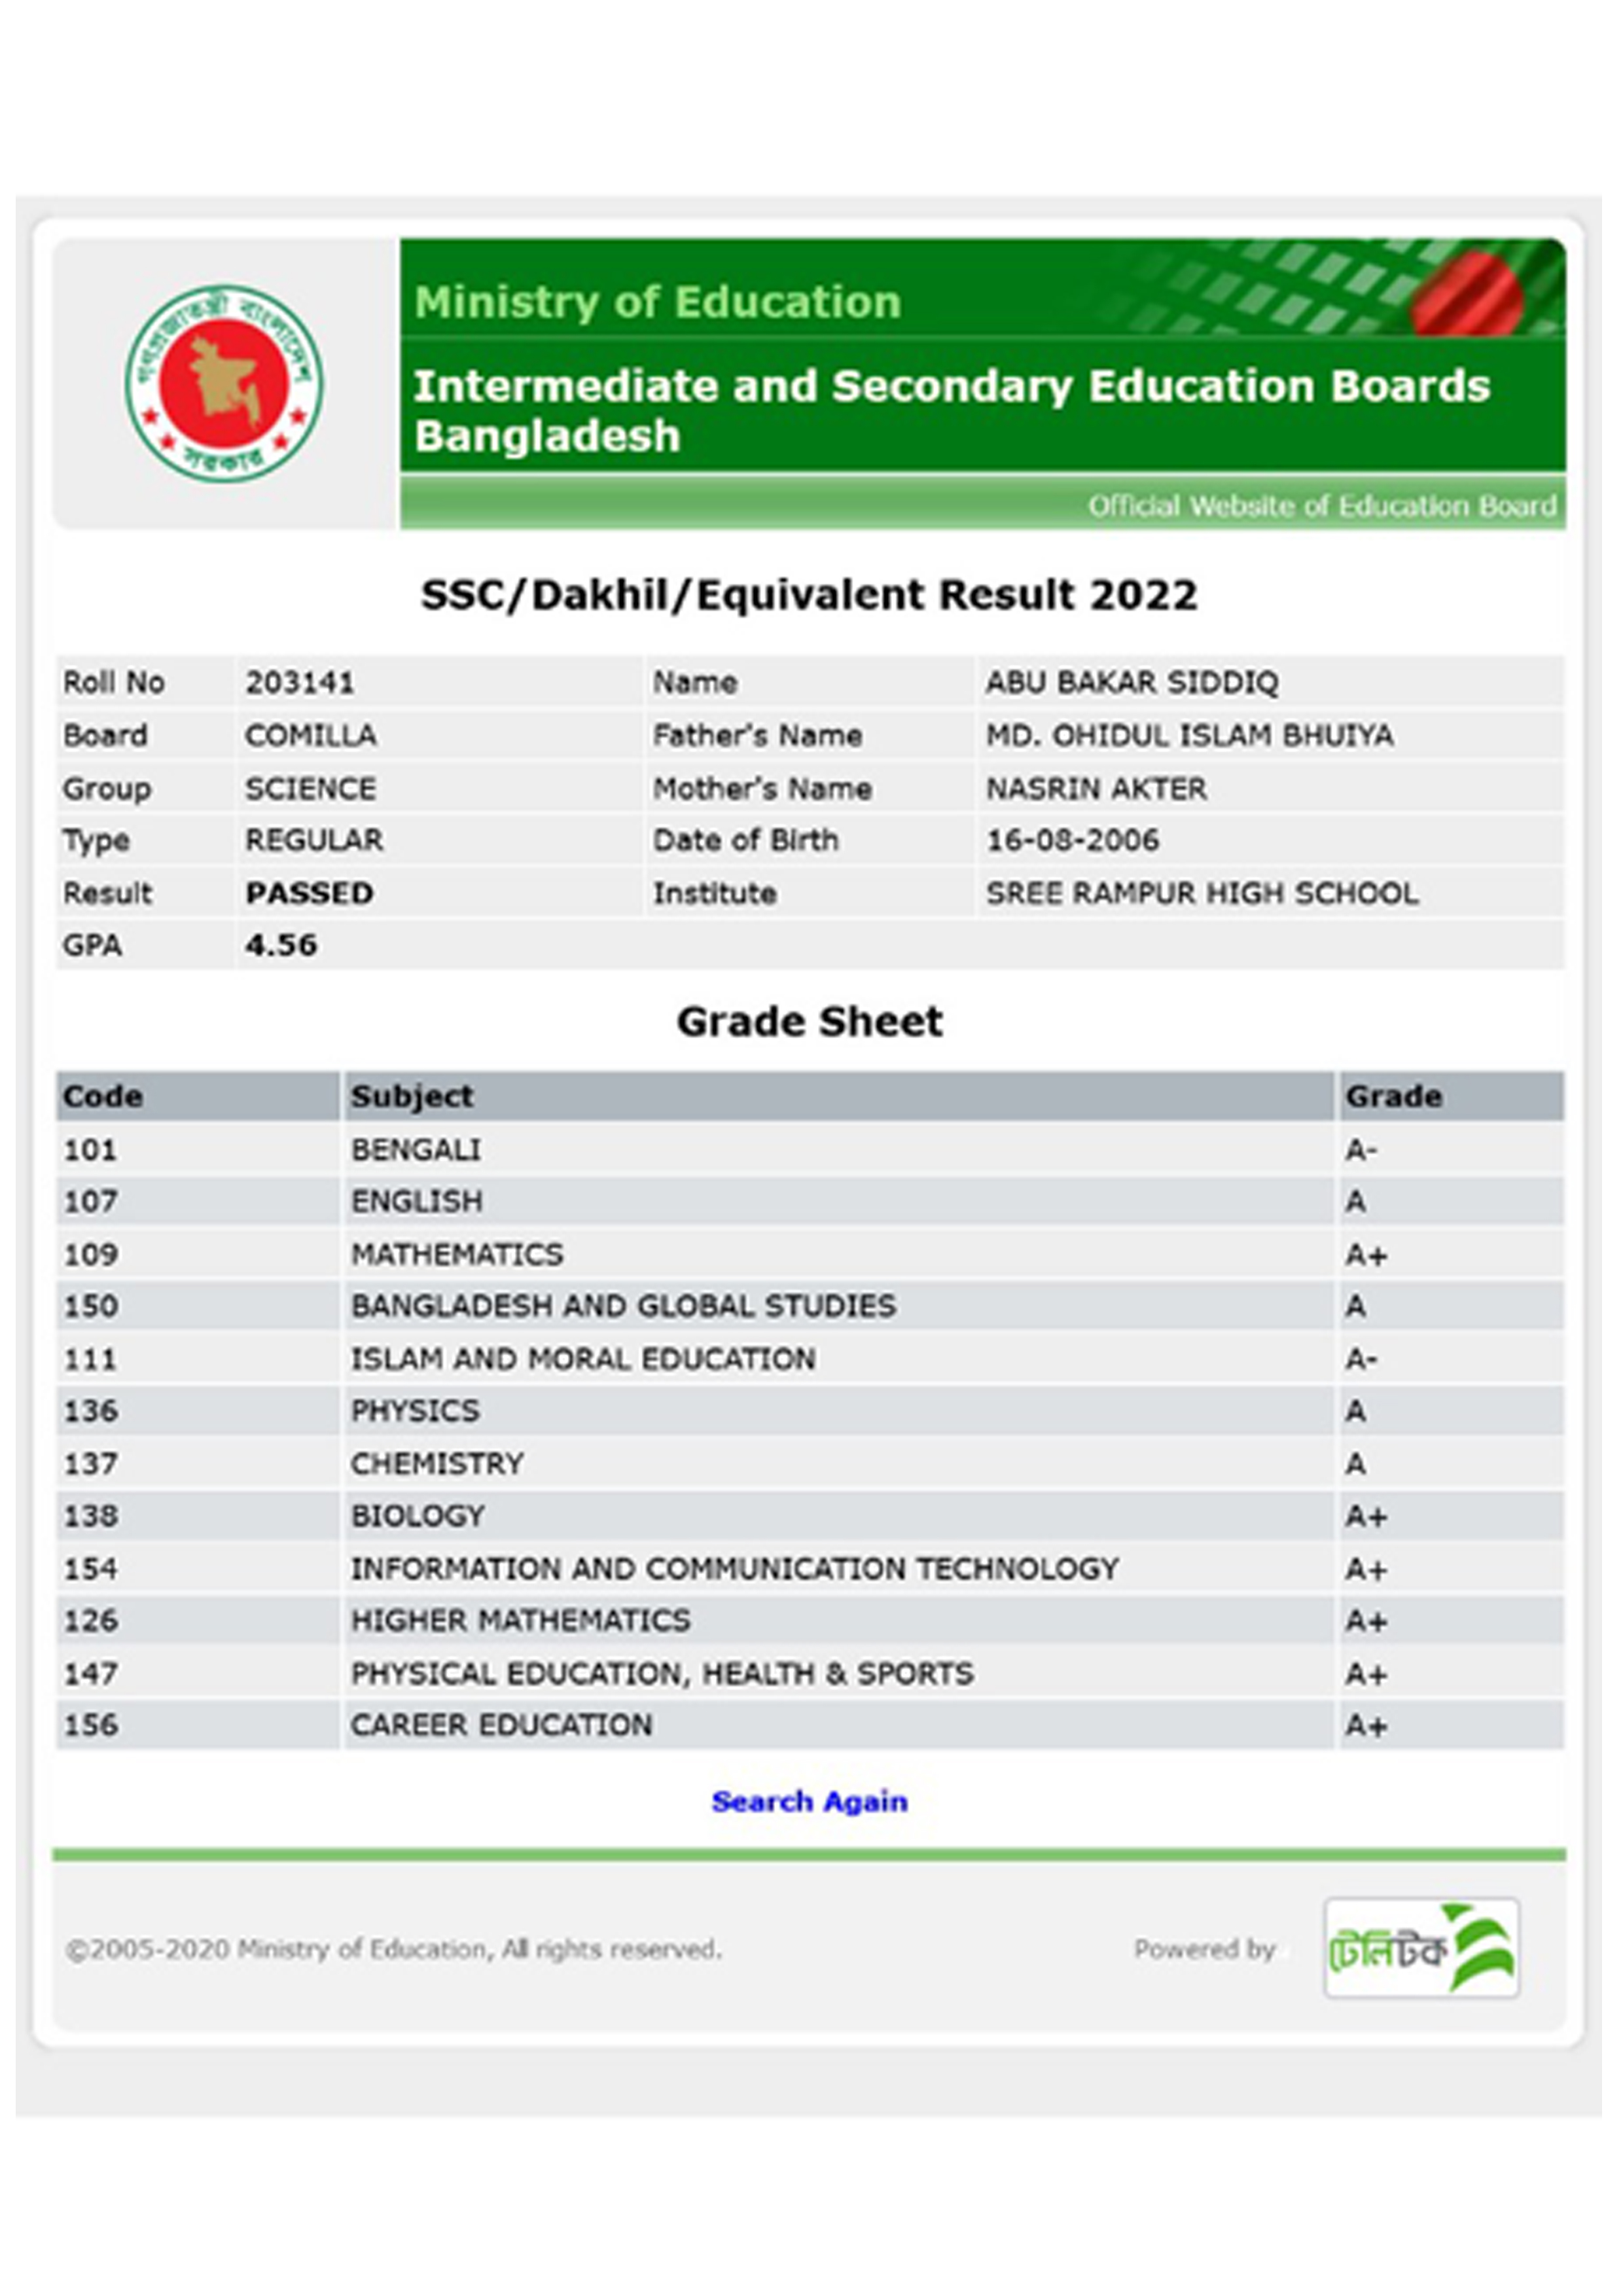 গণপ্রজাতন্ত্রী বাংলাদেশ
সরকার
Ministry of Education
Intermediate and Secondary Education Boards
Bangladesh
Official Website of Education Board
SSC/Dakhil/Equivalent Result 2022
Roll No 203141 Name ABU BAKAR SIDDIQ
Board COMILLA Father's Name MD. OHIDUL ISLAM BHUIYA
Group SCIENCE Mother's Name NASRIN AKTER
Type REGULAR Date of Birth 16-08-2006
Result PASSED Institute SREE RAMPUR HIGH SCHOOL
GPA 4.56
Grade Sheet
Code Subject Grade
101 BENGALI A-
107 ENGLISH A
109 MATHEMATICS A+
150 BANGLADESH AND GLOBAL STUDIES A
111 ISLAM AND MORAL EDUCATION A-
136 PHYSICS A
137 CHEMISTRY A
138 BIOLOGY A+
154 INFORMATION AND COMMUNICATION TECHNOLOGY A+
126 HIGHER MATHEMATICS A+
147 PHYSICAL EDUCATION, HEALTH & SPORTS A+
156 CAREER EDUCATION A+
Search Again
©2005-2020 Ministry of Education, All rights reserved. Powered by টেলিটক